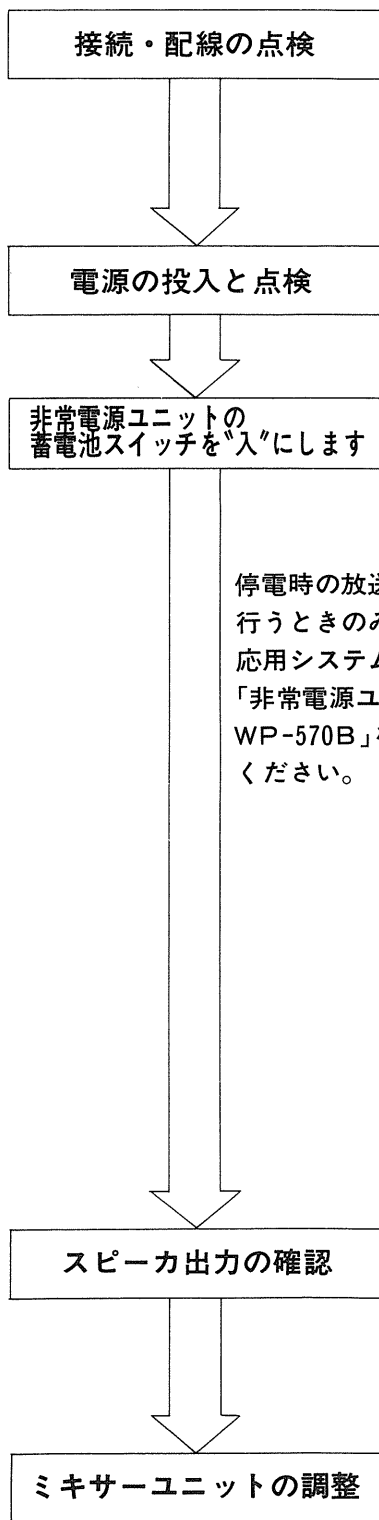 接続・配線の点検
電源の投入と点検
非常電源ユニットの
蓄電池スイッチを〝入〞にします
停電時の放送
行うときのみ
応用システム
「非常電源ユ
WP-570B」
ください。
スピーカ出力の確認
ミキサーユニットの調整